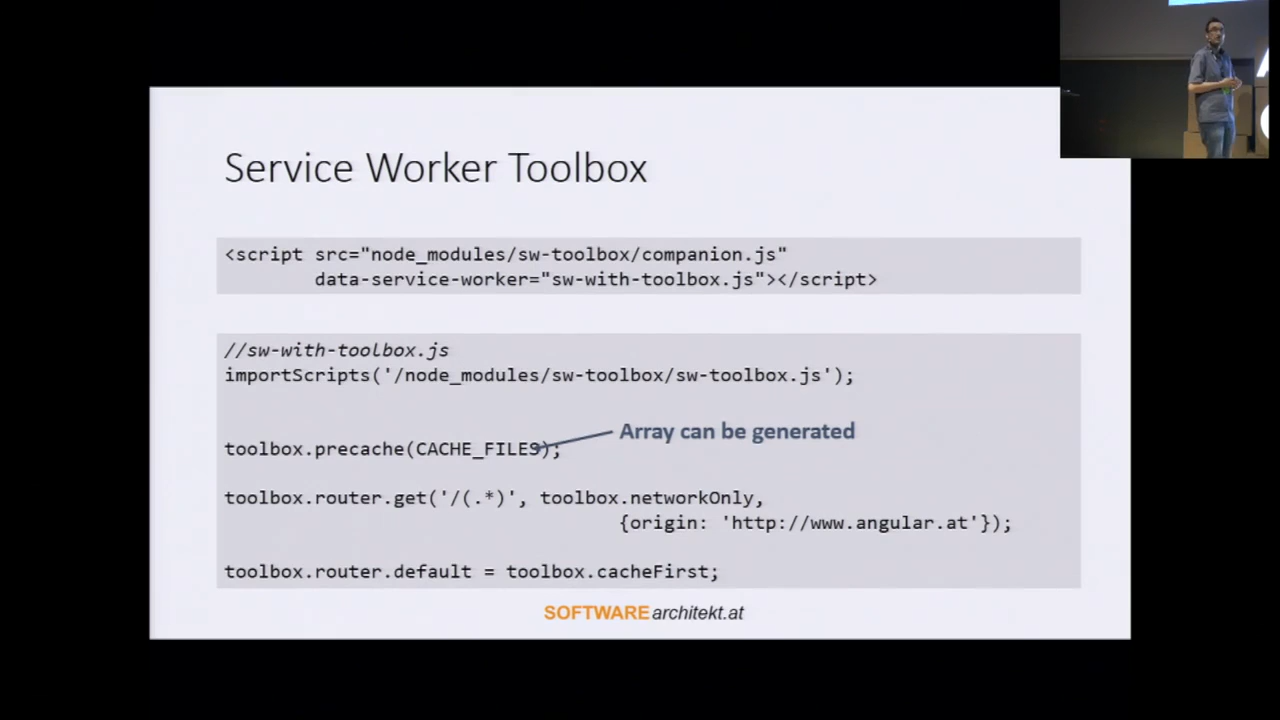 Service Worker Toolbox
<script src="node_modules/sw-toolbox/companion.js"
data-service-worker="sw-with-toolbox.js"></script>
//sw-with-toolbox.js
importScripts('/node_modules/sw-toolbox/sw-toolbox.js');
Array can be generated
toolbox.precache(CACHE_FILES);
toolbox.router.get('/(.*)', toolbox.networkOnly,
{origin: 'http://www.angular.at'});
toolbox.router.default = toolbox.cacheFirst;
SOFTWAREarchitekt.at